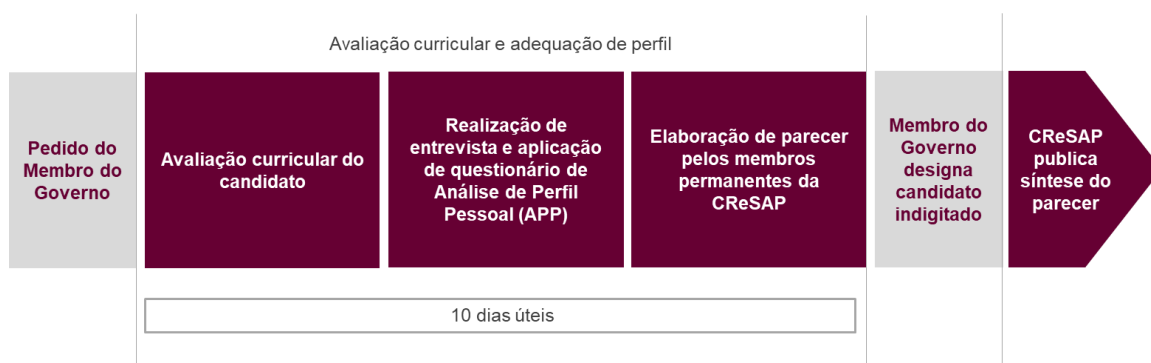 Avaliação curricular e adequação de perfil
Pedido do
Membro do
Governo
Avaliação curricular do
candidato
Realização de
entrevista e aplicação
de questionário de
Análise de Perfil
Pessoal (APP)
Elaboração de parecer
pelos membros
permanentes da
CReSAP
Membro do
Governo
designa
candidato
indigitado
CReSAP
publica
síntese do
parecer
10 dias úteis